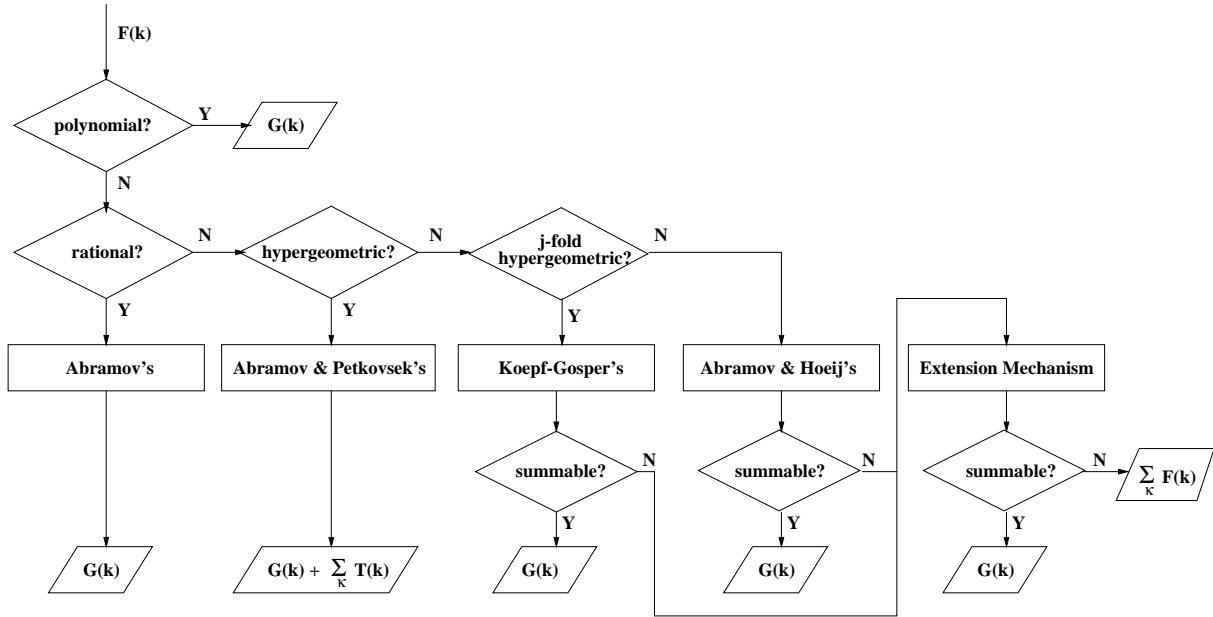 F(k)
polynomial?
Y
G(k)
N
rational?
N
hypergeometric?
N
j-fold
hypergeometric?
N
Y
Y
Y
Abramov's
Abramov & Petkovsek's
Koepf-Gosper's
Abramov & Hoeij's
Extension Mechanism
summable?
N
summable?
N
summable?
N
Σ F(k)
κ
Y
Y
Y
G(k)
G(k) + Σ T(k)
κ
G(k)
G(k)
G(k)